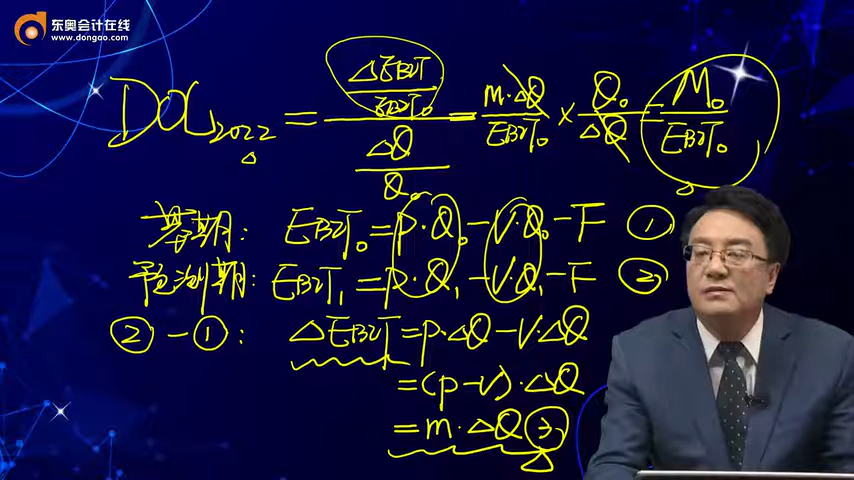 东奥会计在线
www.dongao.com
DOL2022 = (ΔEBIT/EBIT₀)/(ΔQ/Q₀) = m·ΔQ/EBIT₀ × Q₀/ΔQ = M₀/EBIT₀
基期: EBIT₀=P·Q₀-V·Q₀-F ①
予测期: EBIT₁=P·Q₁-V·Q₁-F ②
②-①: ΔEBIT=P·ΔQ-V·ΔQ
=(P-V)·ΔQ
=m·ΔQ ③